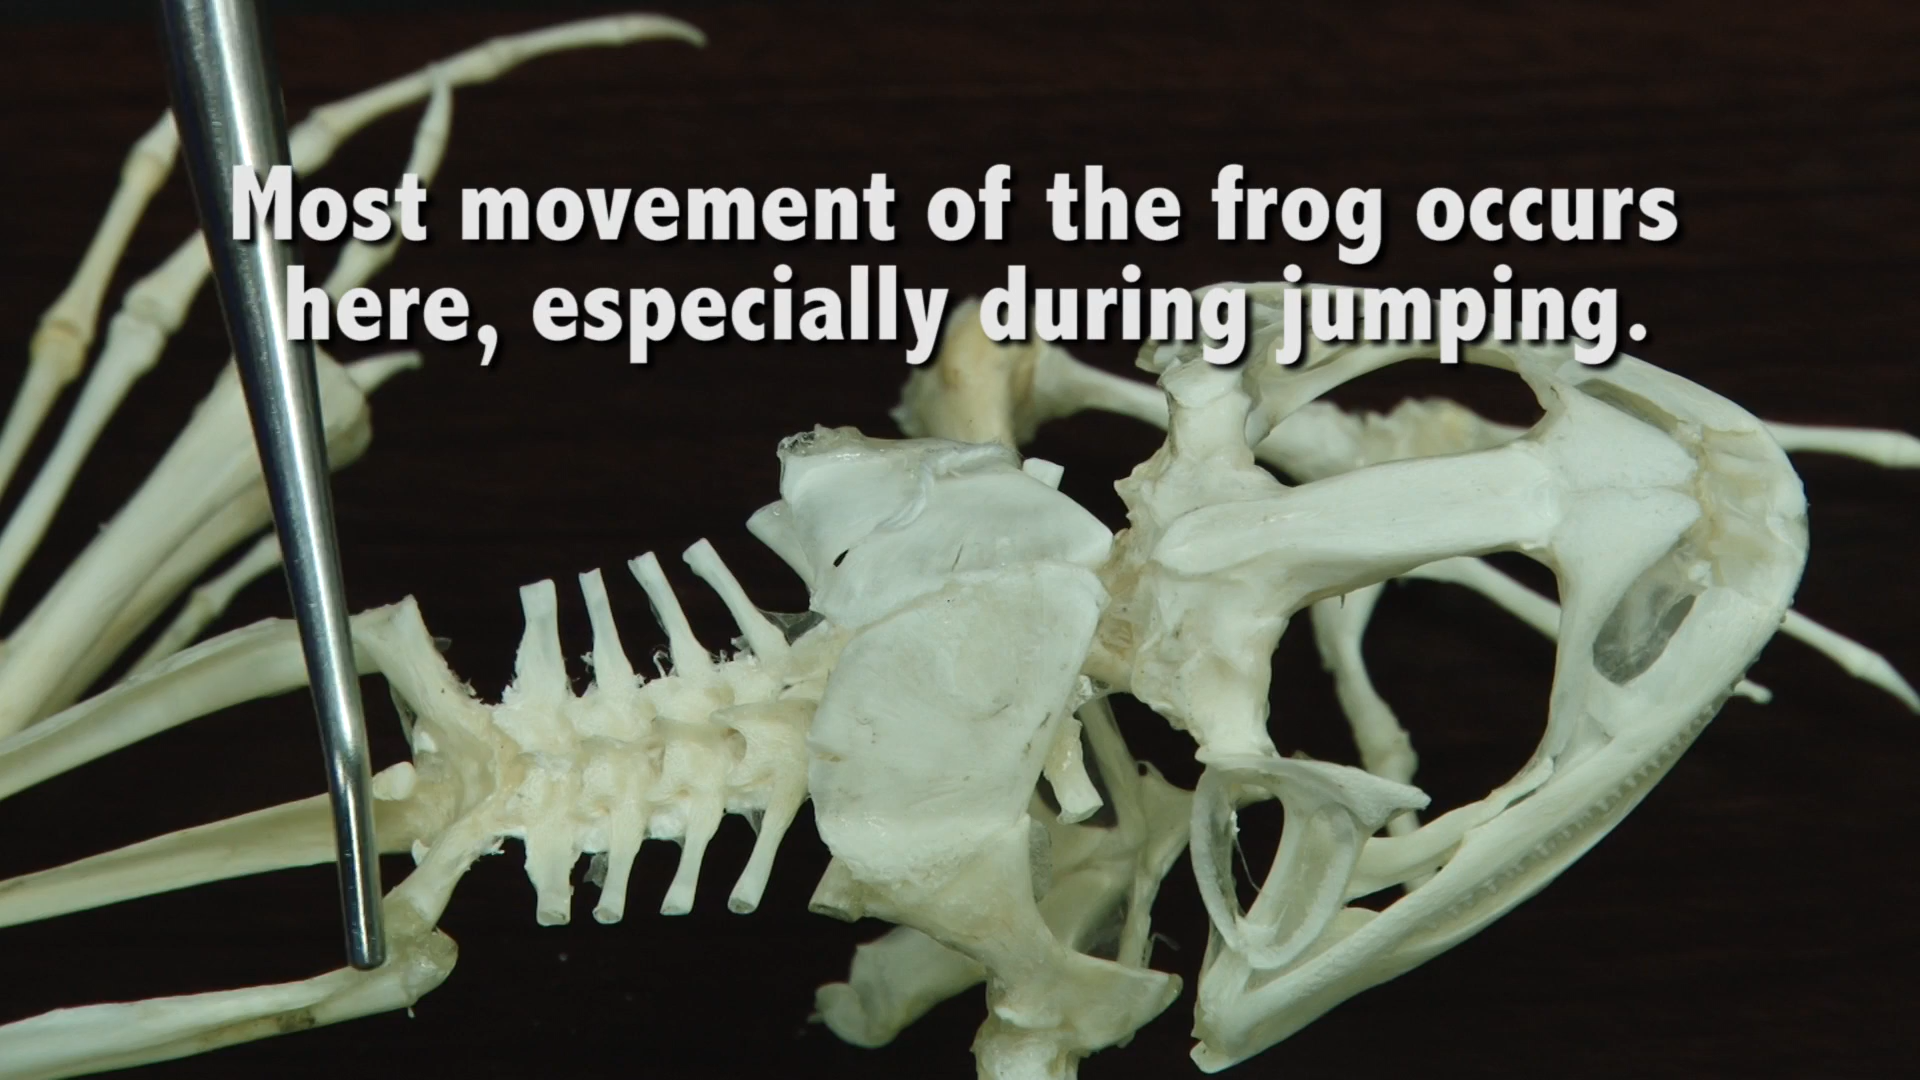 Most movement of the frog occurs
here, especially during jumping.